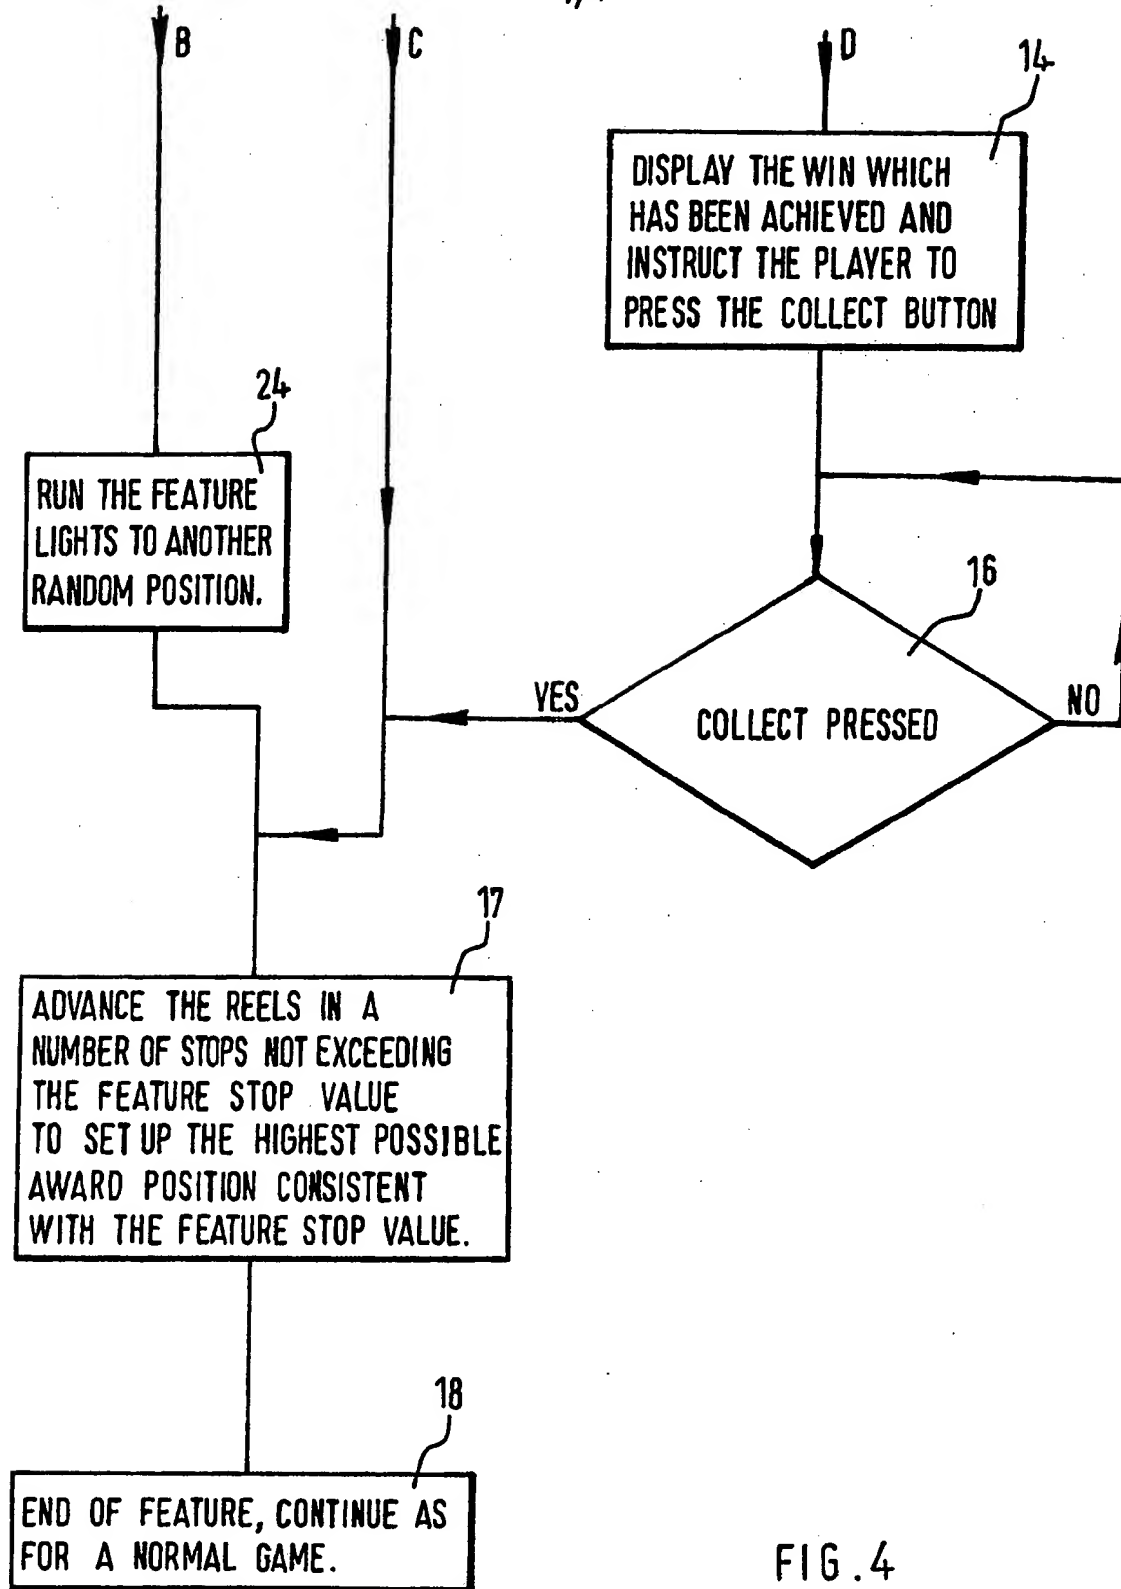 B
C
D
14
DISPLAY THE WIN WHICH
HAS BEEN ACHIEVED AND
INSTRUCT THE PLAYER TO
PRESS THE COLLECT BUTTON
24
RUN THE FEATURE
LIGHTS TO ANOTHER
RANDOM POSITION.
16
YES
COLLECT PRESSED
NO
17
ADVANCE THE REELS IN A
NUMBER OF STOPS NOT EXCEEDING
THE FEATURE STOP VALUE
TO SET UP THE HIGHEST POSSIBLE
AWARD POSITION CONSISTENT
WITH THE FEATURE STOP VALUE.
18
END OF FEATURE, CONTINUE AS
FOR A NORMAL GAME.
FIG.4